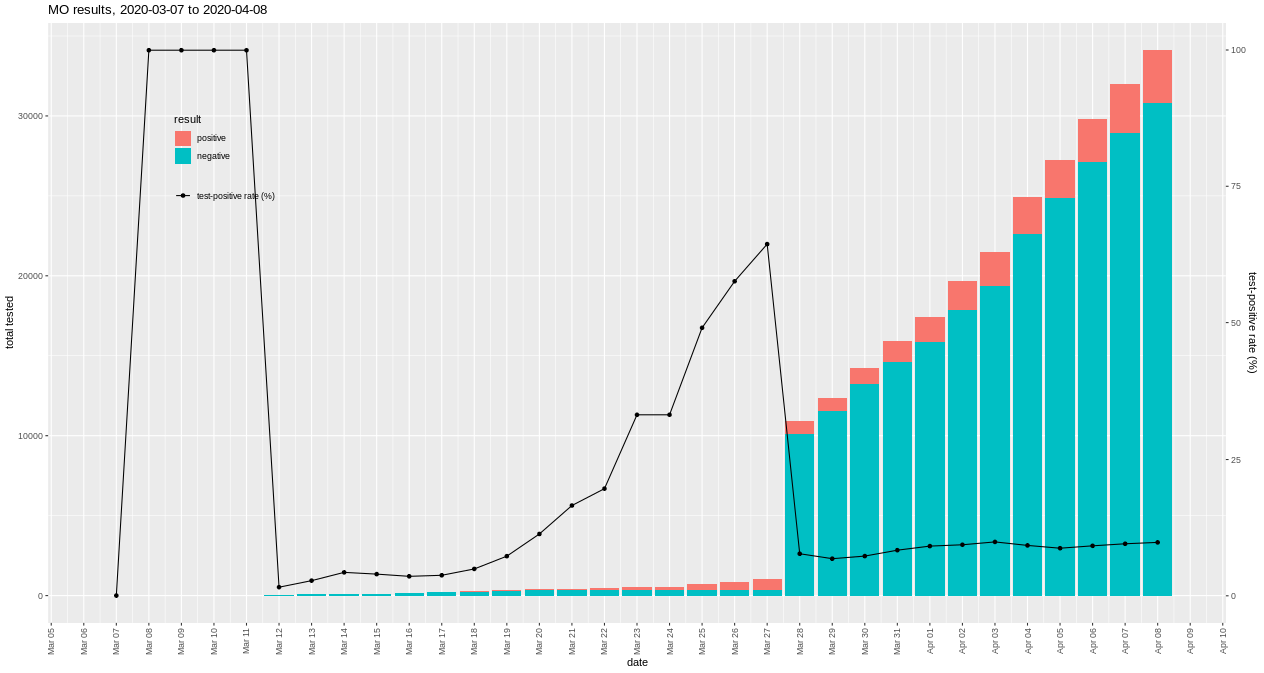 MO results, 2020-03-07 to 2020-04-08
total tested
30000
20000
10000
0
result
positive
negative
test-positive rate (%)
100
75
50
25
0
test-positive rate (%)
Mar 05
Mar 06
Mar 07
Mar 08
Mar 09
Mar 10
Mar 11
Mar 12
Mar 13
Mar 14
Mar 15
Mar 16
Mar 17
Mar 18
Mar 19
Mar 20
Mar 21
Mar 22
Mar 23
Mar 24
Mar 25
Mar 26
Mar 27
Mar 28
Mar 29
Mar 30
Mar 31
Apr 01
Apr 02
Apr 03
Apr 04
Apr 05
Apr 06
Apr 07
Apr 08
Apr 09
Apr 10
date